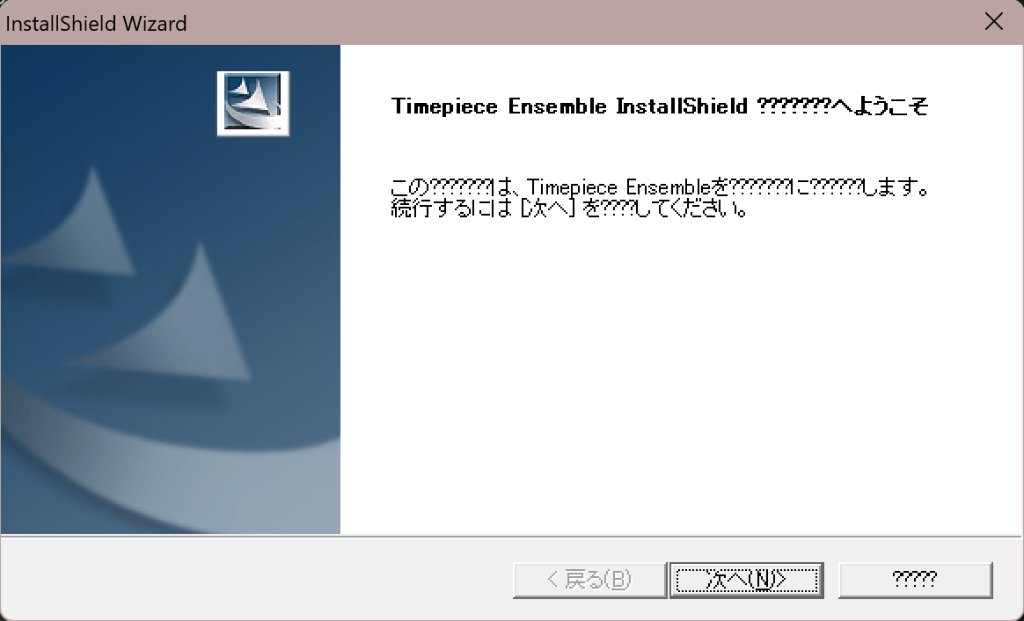 InstallShield Wizard
Timepiece Ensemble InstallShield ???????へようこそ
この???????は、Timepiece Ensembleを???????に??????します。
続行するには [次へ] を????してください。
< 戻る(B)
次へ(N)>
?????